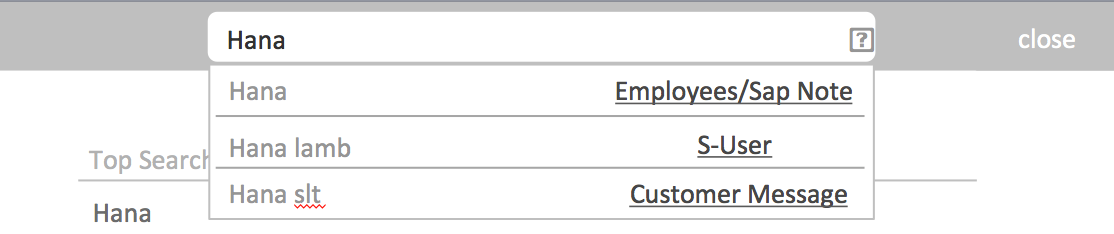 Hana ?
close
Hana Employees/Sap Note
Hana lamb S-User
Hana slt Customer Message
Top Search
Hana